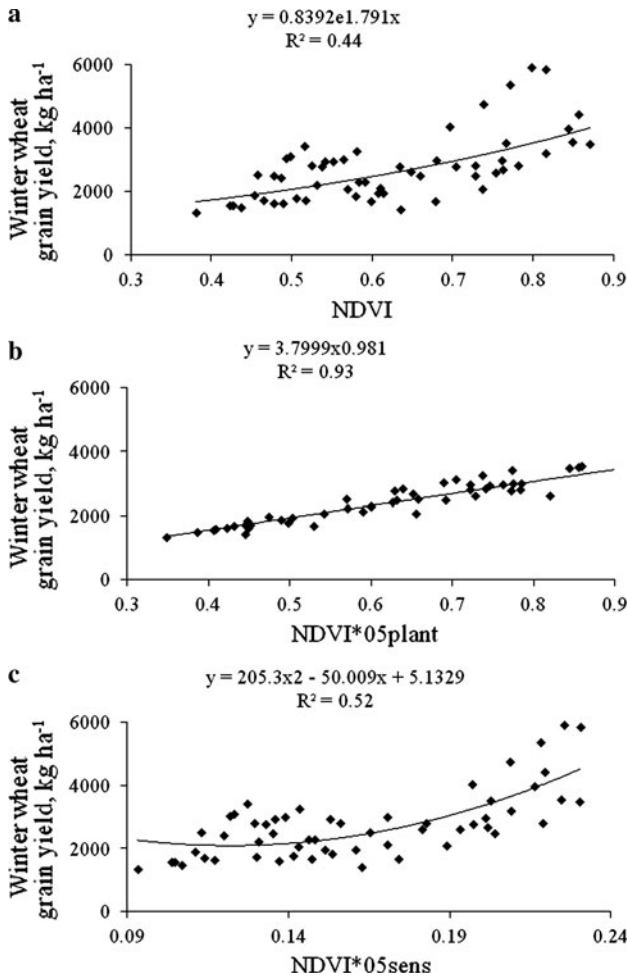 a
y = 0.8392e1.791x
R² = 0.44
6000
4000
2000
0
Winter wheat
grain yield, kg ha⁻¹
0.3 0.4 0.5 0.6 0.7 0.8 0.9
NDVI
b
y = 3.7999x0.981
R² = 0.93
6000
4000
2000
0
Winter wheat
grain yield, kg ha⁻¹
0.3 0.4 0.5 0.6 0.7 0.8 0.9
NDVI*05plant
c
y = 205.3x2 - 50.009x + 5.1329
R² = 0.52
6000
4000
2000
0
Winter wheat
grain yield, kg ha⁻¹
0.09 0.14 0.19 0.24
NDVI*05sens